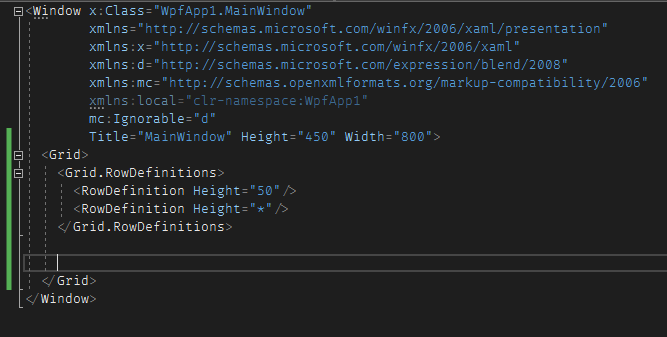 <Window x:Class="WpfApp1.MainWindow"
xmlns="http://schemas.microsoft.com/winfx/2006/xaml/presentation"
xmlns:x="http://schemas.microsoft.com/winfx/2006/xaml"
xmlns:d="http://schemas.microsoft.com/expression/blend/2008"
xmlns:mc="http://schemas.openxmlformats.org/markup-compatibility/2006"
xmlns:local="clr-namespace:WpfApp1"
mc:Ignorable="d"
Title="MainWindow" Height="450" Width="800">
<Grid>
<Grid.RowDefinitions>
<RowDefinition Height="50"/>
<RowDefinition Height="*"/>
</Grid.RowDefinitions>
</Grid>
</Window>